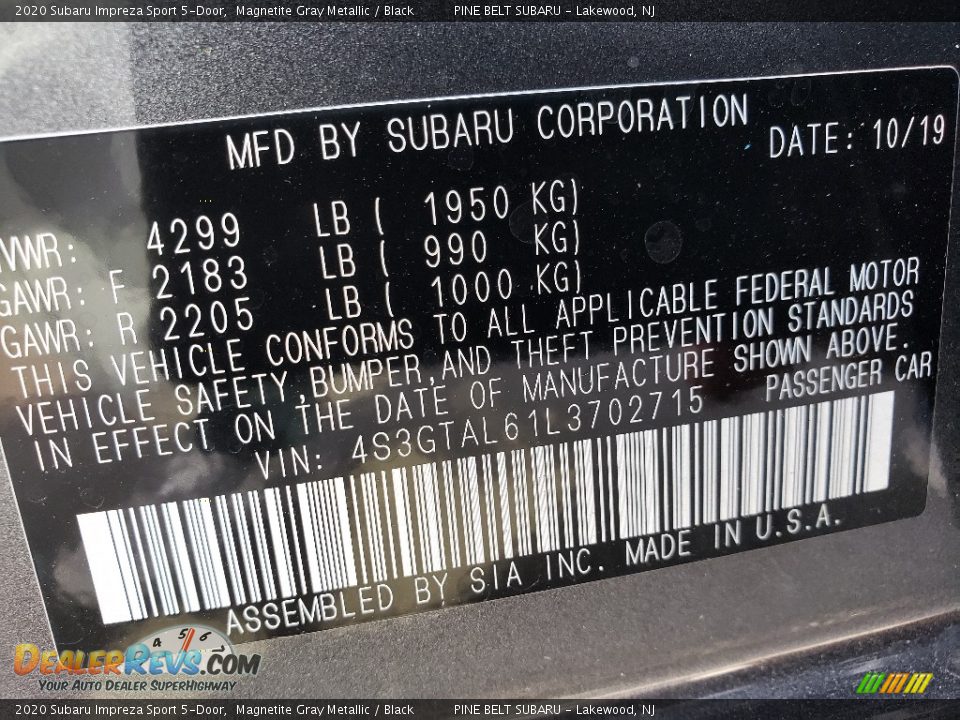 2020 Subaru Impreza Sport 5-Door, Magnetite Gray Metallic / Black PINE BELT SUBARU - Lakewood, NJ
MFD BY SUBARU CORPORATION DATE: 10/19
VWR: 4299 LB ( 1950 KG)
GAWR: F 2183 LB ( 990 KG)
GAWR: R 2205 LB ( 1000 KG)
THIS VEHICLE CONFORMS TO ALL APPLICABLE FEDERAL MOTOR
VEHICLE SAFETY,BUMPER,AND THEFT PREVENTION STANDARDS
IN EFFECT ON THE DATE OF MANUFACTURE SHOWN ABOVE.
VIN: 4S3GTAL61L3702715 PASSENGER CAR
ASSEMBLED BY SIA INC. MADE IN U.S.A.
4 5 6
DealerRevs.com
Your Auto Dealer SuperHighway
2020 Subaru Impreza Sport 5-Door, Magnetite Gray Metallic / Black PINE BELT SUBARU - Lakewood, NJ